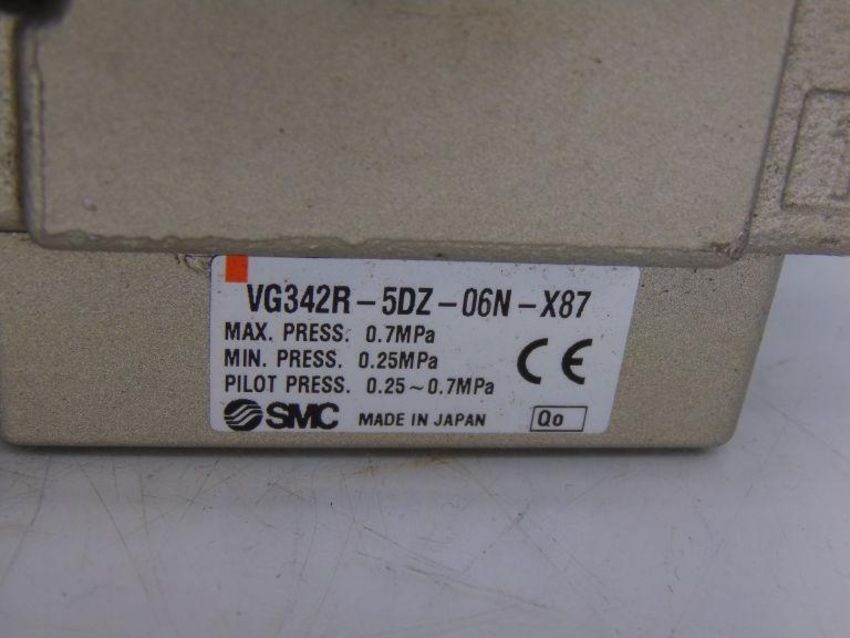 VG342R-5DZ-06N-X87
MAX. PRESS. 0.7MPa
MIN. PRESS. 0.25MPa
PILOT PRESS. 0.25~0.7MPa
CE
SMC MADE IN JAPAN Qo